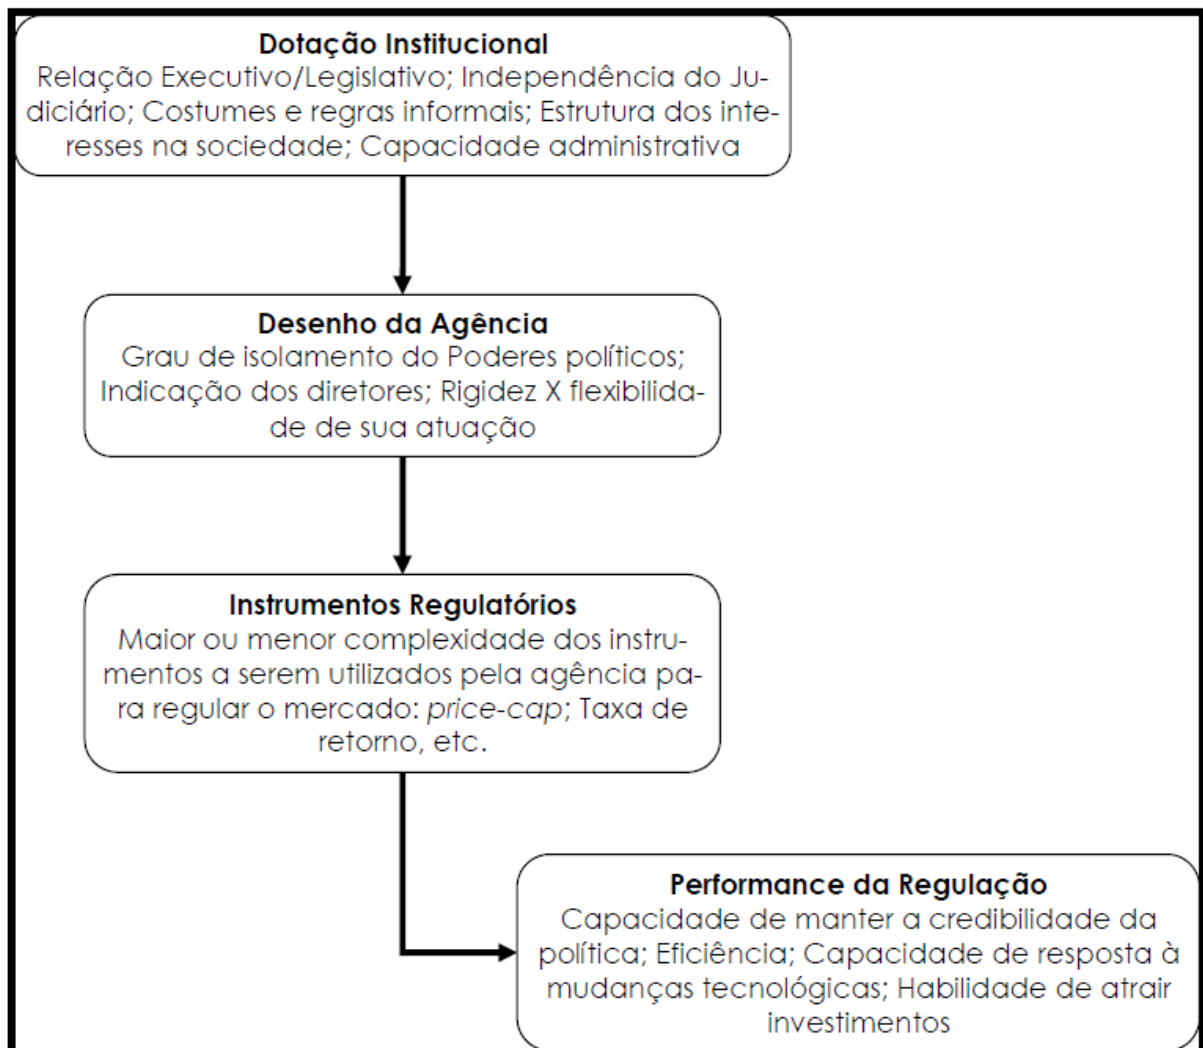 Dotação Institucional
Relação Executivo/Legislativo; Independência do Ju-
diciário; Costumes e regras informais; Estrutura dos inte-
resses na sociedade; Capacidade administrativa
Desenho da Agência
Grau de isolamento do Poderes políticos;
Indicação dos diretores; Rigidez X flexibilida-
de de sua atuação
Instrumentos Regulatórios
Maior ou menor complexidade dos instru-
mentos a serem utilizados pela agência pa-
ra regular o mercado: price-cap; Taxa de
retorno, etc.
Performance da Regulação
Capacidade de manter a credibilidade da
política; Eficiência; Capacidade de resposta à
mudanças tecnológicas; Habilidade de atrair
investimentos